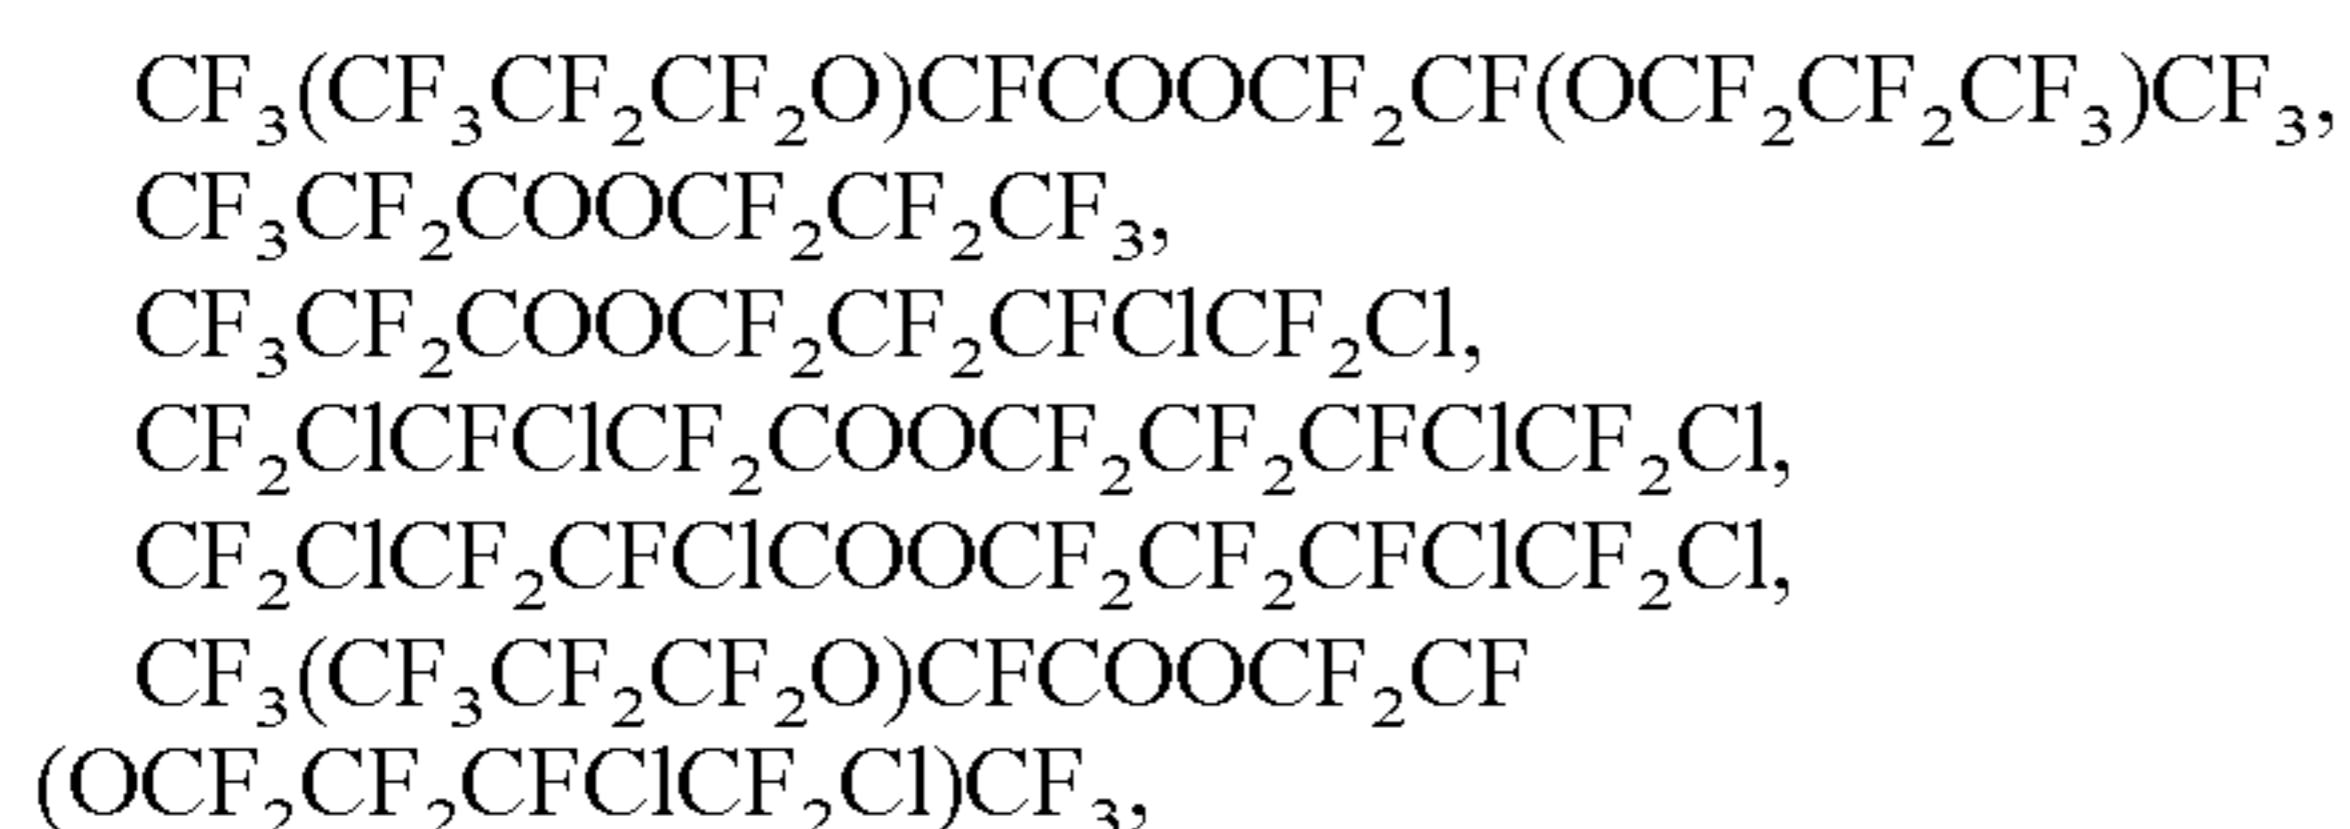 CF₃(CF₃CF₂CF₂O)CFCOOCF₂CF(OCF₂CF₂CF₃)CF₃,
CF₃CF₂COOCF₂CF₂CF₃,
CF₃CF₂COOCF₂CF₂CFClCF₂Cl,
CF₂ClCFClCF₂COOCF₂CF₂CFClCF₂Cl,
CF₂ClCF₂CFClCOOCF₂CF₂CFClCF₂Cl,
CF₃(CF₃CF₂CF₂O)CFCOOCF₂CF
(OCF₂CF₂CFClCF₂Cl)CF₃,